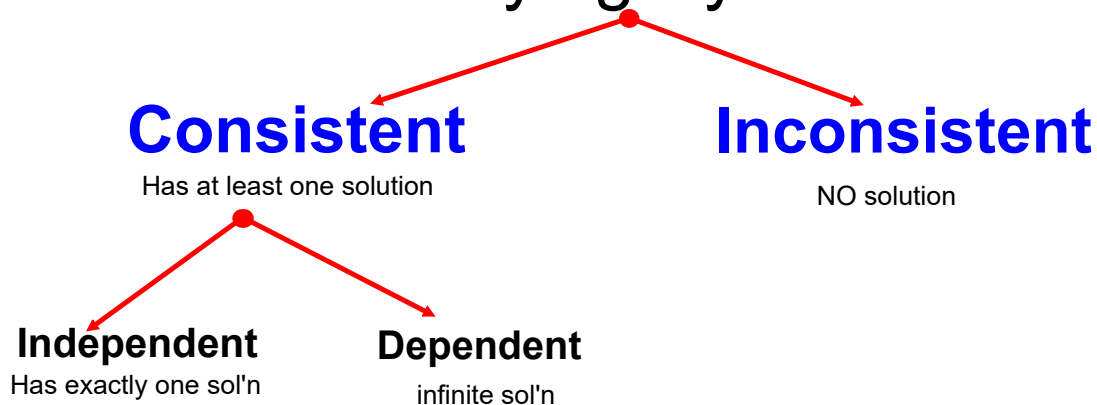 Consistent
Inconsistent
Has at least one solution
NO solution
Independent
Dependent
Has exactly one sol'n
infinite sol'n